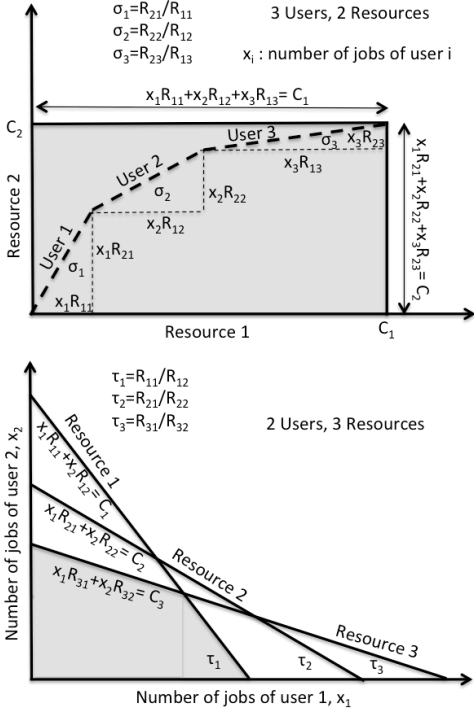 σ₁=R₂₁/R₁₁
σ₂=R₂₂/R₁₂
σ₃=R₂₃/R₁₃
3 Users, 2 Resources
xᵢ : number of jobs of user i
x₁R₁₁+x₂R₁₂+x₃R₁₃= C₁
C₂
User 3
σ₃
x₃R₂₃
x₃R₁₃
User 2
σ₂
x₂R₂₂
x₂R₁₂
User 1
σ₁
x₁R₂₁
x₁R₁₁
x₁R₂₁+x₂R₂₂+x₃R₂₃= C₂
Resource 2
Resource 1
C₁
τ₁=R₁₁/R₁₂
τ₂=R₂₁/R₂₂
τ₃=R₃₁/R₃₂
2 Users, 3 Resources
Resource 1
x₁R₁₁+x₂R₁₂= C₁
x₁R₂₁+x₂R₂₂= C₂
Resource 2
x₁R₃₁+x₂R₃₂= C₃
Resource 3
τ₁
τ₂
τ₃
Number of jobs of user 2, x₂
Number of jobs of user 1, x₁